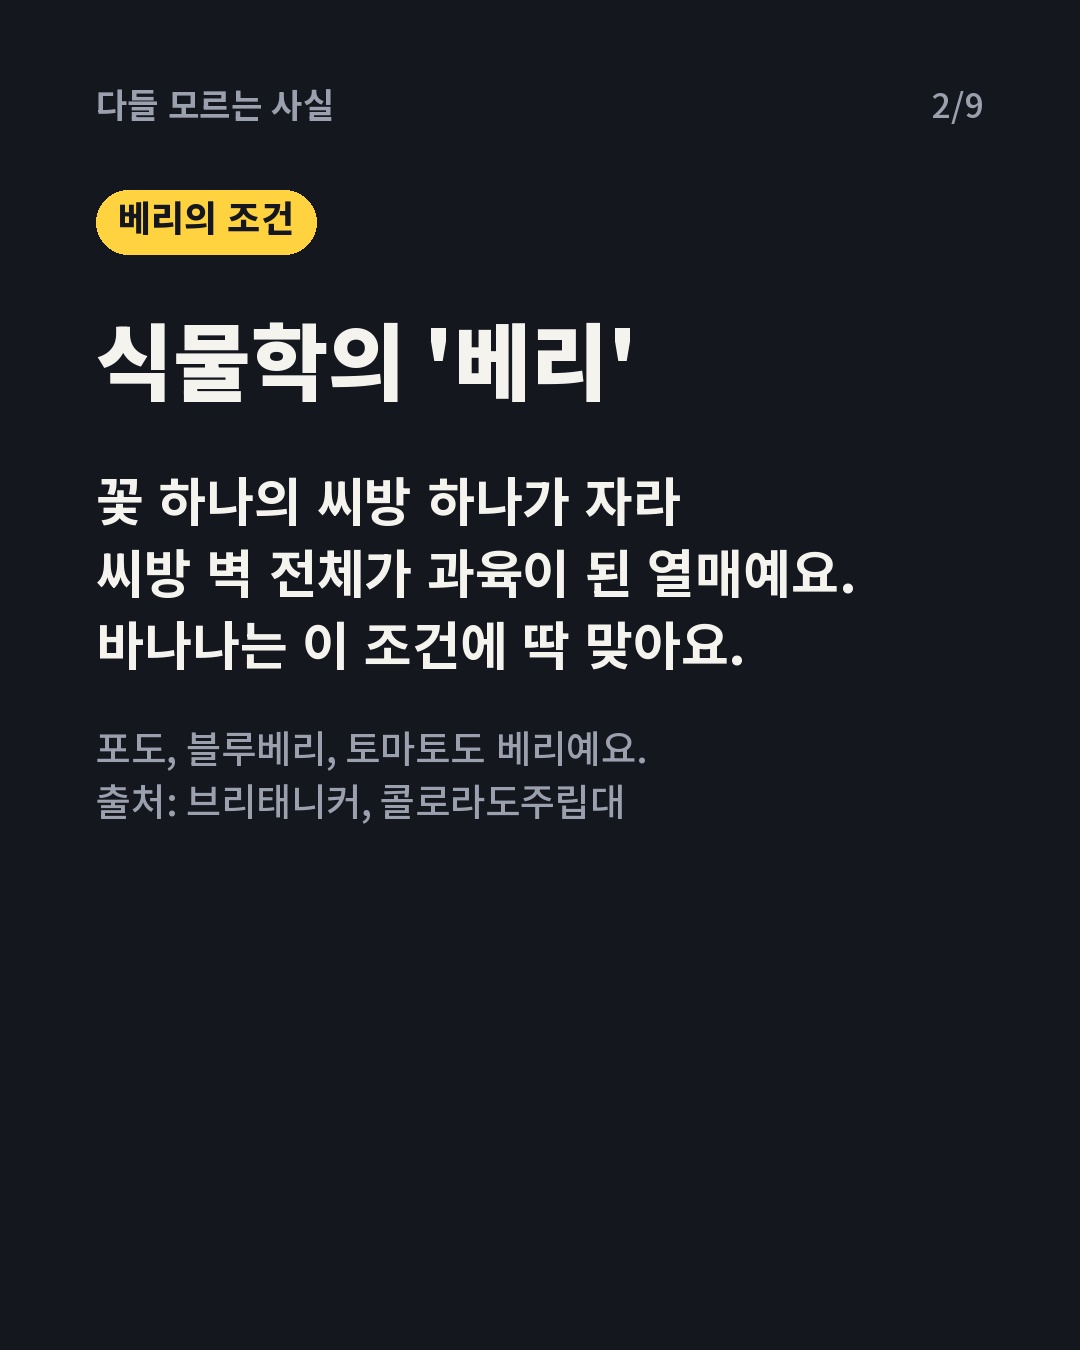 다들 모르는 사실
2/9
베리의 조건
식물학의 '베리'
꽃 하나의 씨방 하나가 자라
씨방 벽 전체가 과육이 된 열매예요.
바나나는 이 조건에 딱 맞아요.
포도, 블루베리, 토마토도 베리예요.
출처: 브리태니커, 콜로라도주립대